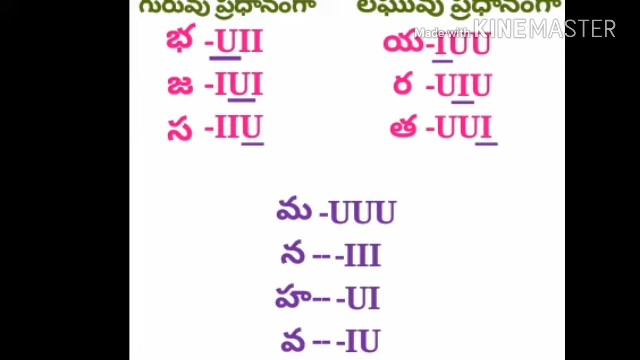 గురువు ప్రధానంగా లఘువు ప్రధానంగా
Made with KINEMASTER
భ -UII య-IUU
జ -IUI ర -UIU
స -IIU త -UUI
మ -UUU
న -- -III
హ-- -UI
వ -- -IU